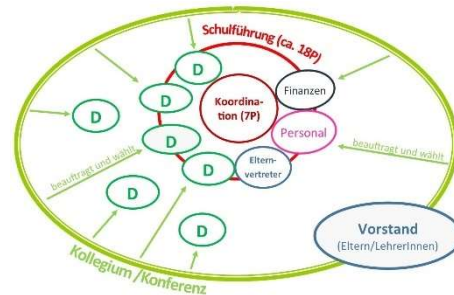 Schulführung (ca. 18P)
D
D
D
D
D
D
D
Koordina-
tion (7P)
Finanzen
Personal
Eltern-
vertreter
beauftragt und wählt
beauftragt und wählt
Kollegium /Konferenz
Vorstand
(Eltern/LehrerInnen)